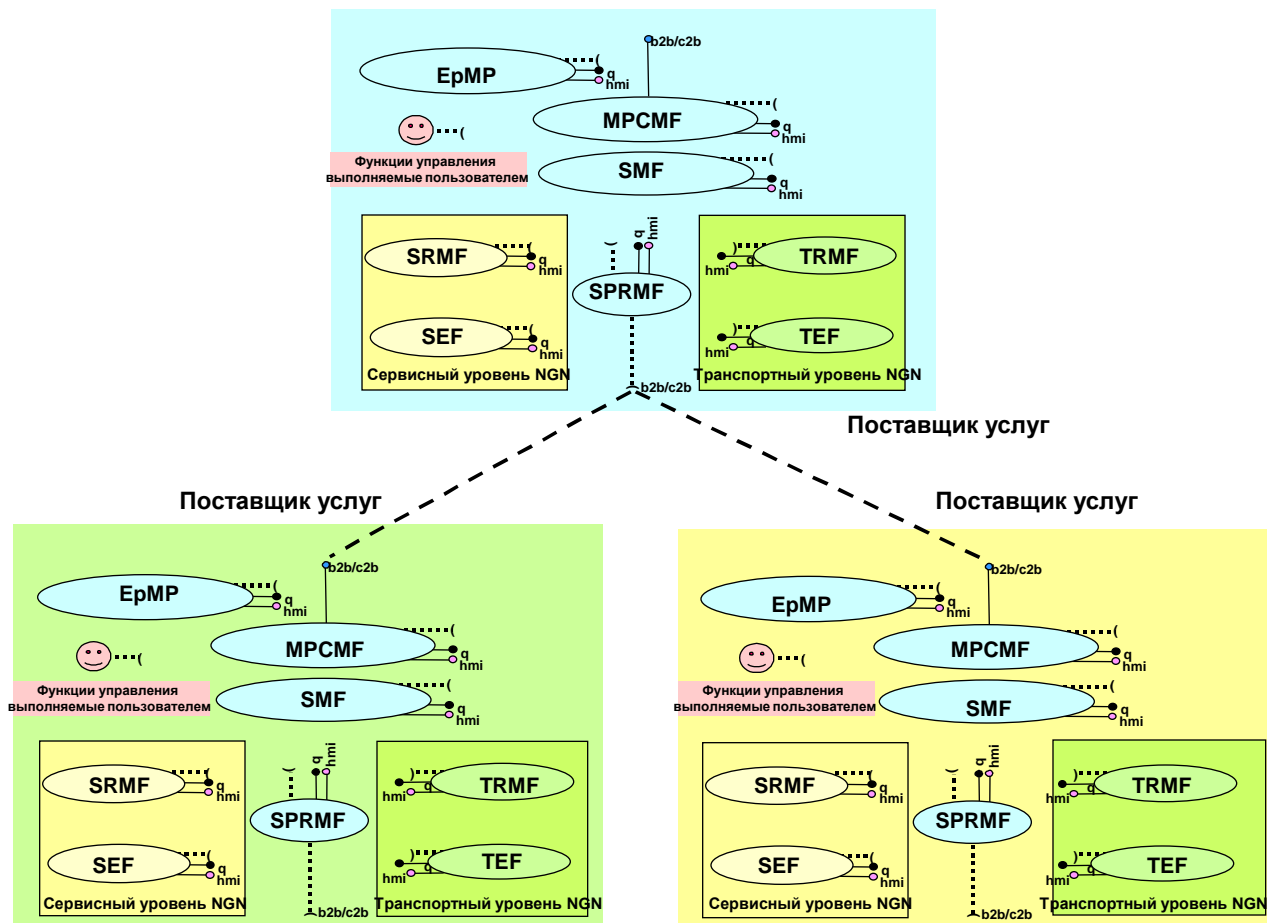 b2b/c2b
EpMP
q
hmi
MPCMF
q
hmi
Функции управления
выполняемые пользователем
SMF
q
hmi
SRMF
q
hmi
q
hmi
SPRMF
TRMF
hmi
q
SEF
q
hmi
TEF
hmi
q
Сервисный уровень NGN
Транспортный уровень NGN
b2b/c2b
Поставщик услуг
Поставщик услуг
b2b/c2b
EpMP
q
hmi
MPCMF
q
hmi
Функции управления
выполняемые пользователем
SMF
q
hmi
SRMF
q
hmi
q
hmi
SPRMF
TRMF
hmi
q
SEF
q
hmi
TEF
hmi
q
Сервисный уровень NGN
Транспортный уровень NGN
b2b/c2b
Поставщик услуг
b2b/c2b
EpMP
q
hmi
MPCMF
q
hmi
Функции управления
выполняемые пользователем
SMF
q
hmi
SRMF
q
hmi
q
hmi
SPRMF
TRMF
hmi
q
SEF
q
hmi
TEF
hmi
q
Сервисный уровень NGN
Транспортный уровень NGN
b2b/c2b